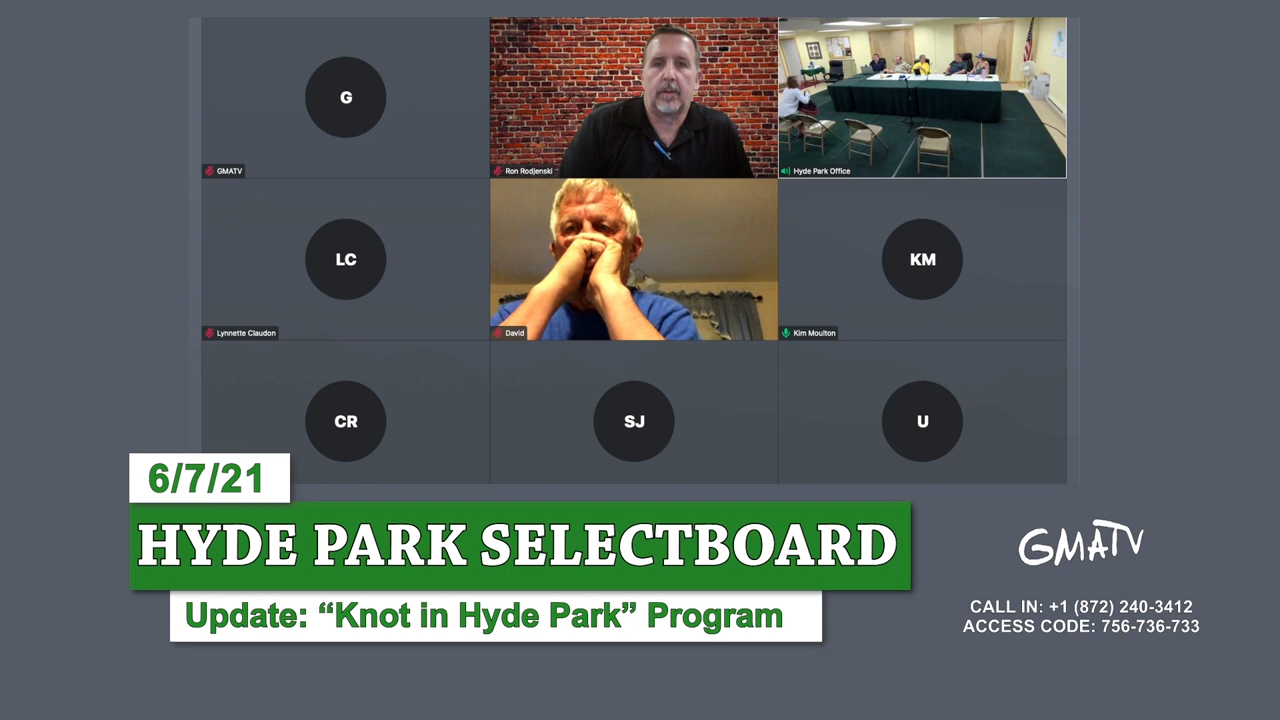 G
GMATV
Ron Rodjenski
Hyde Park Office
LC
Lynnette Claudon
David
KM
Kim Moulton
CR
SJ
U
6/7/21
HYDE PARK SELECTBOARD
Update: “Knot in Hyde Park” Program
GMATV
CALL IN: +1 (872) 240-3412
ACCESS CODE: 756-736-733